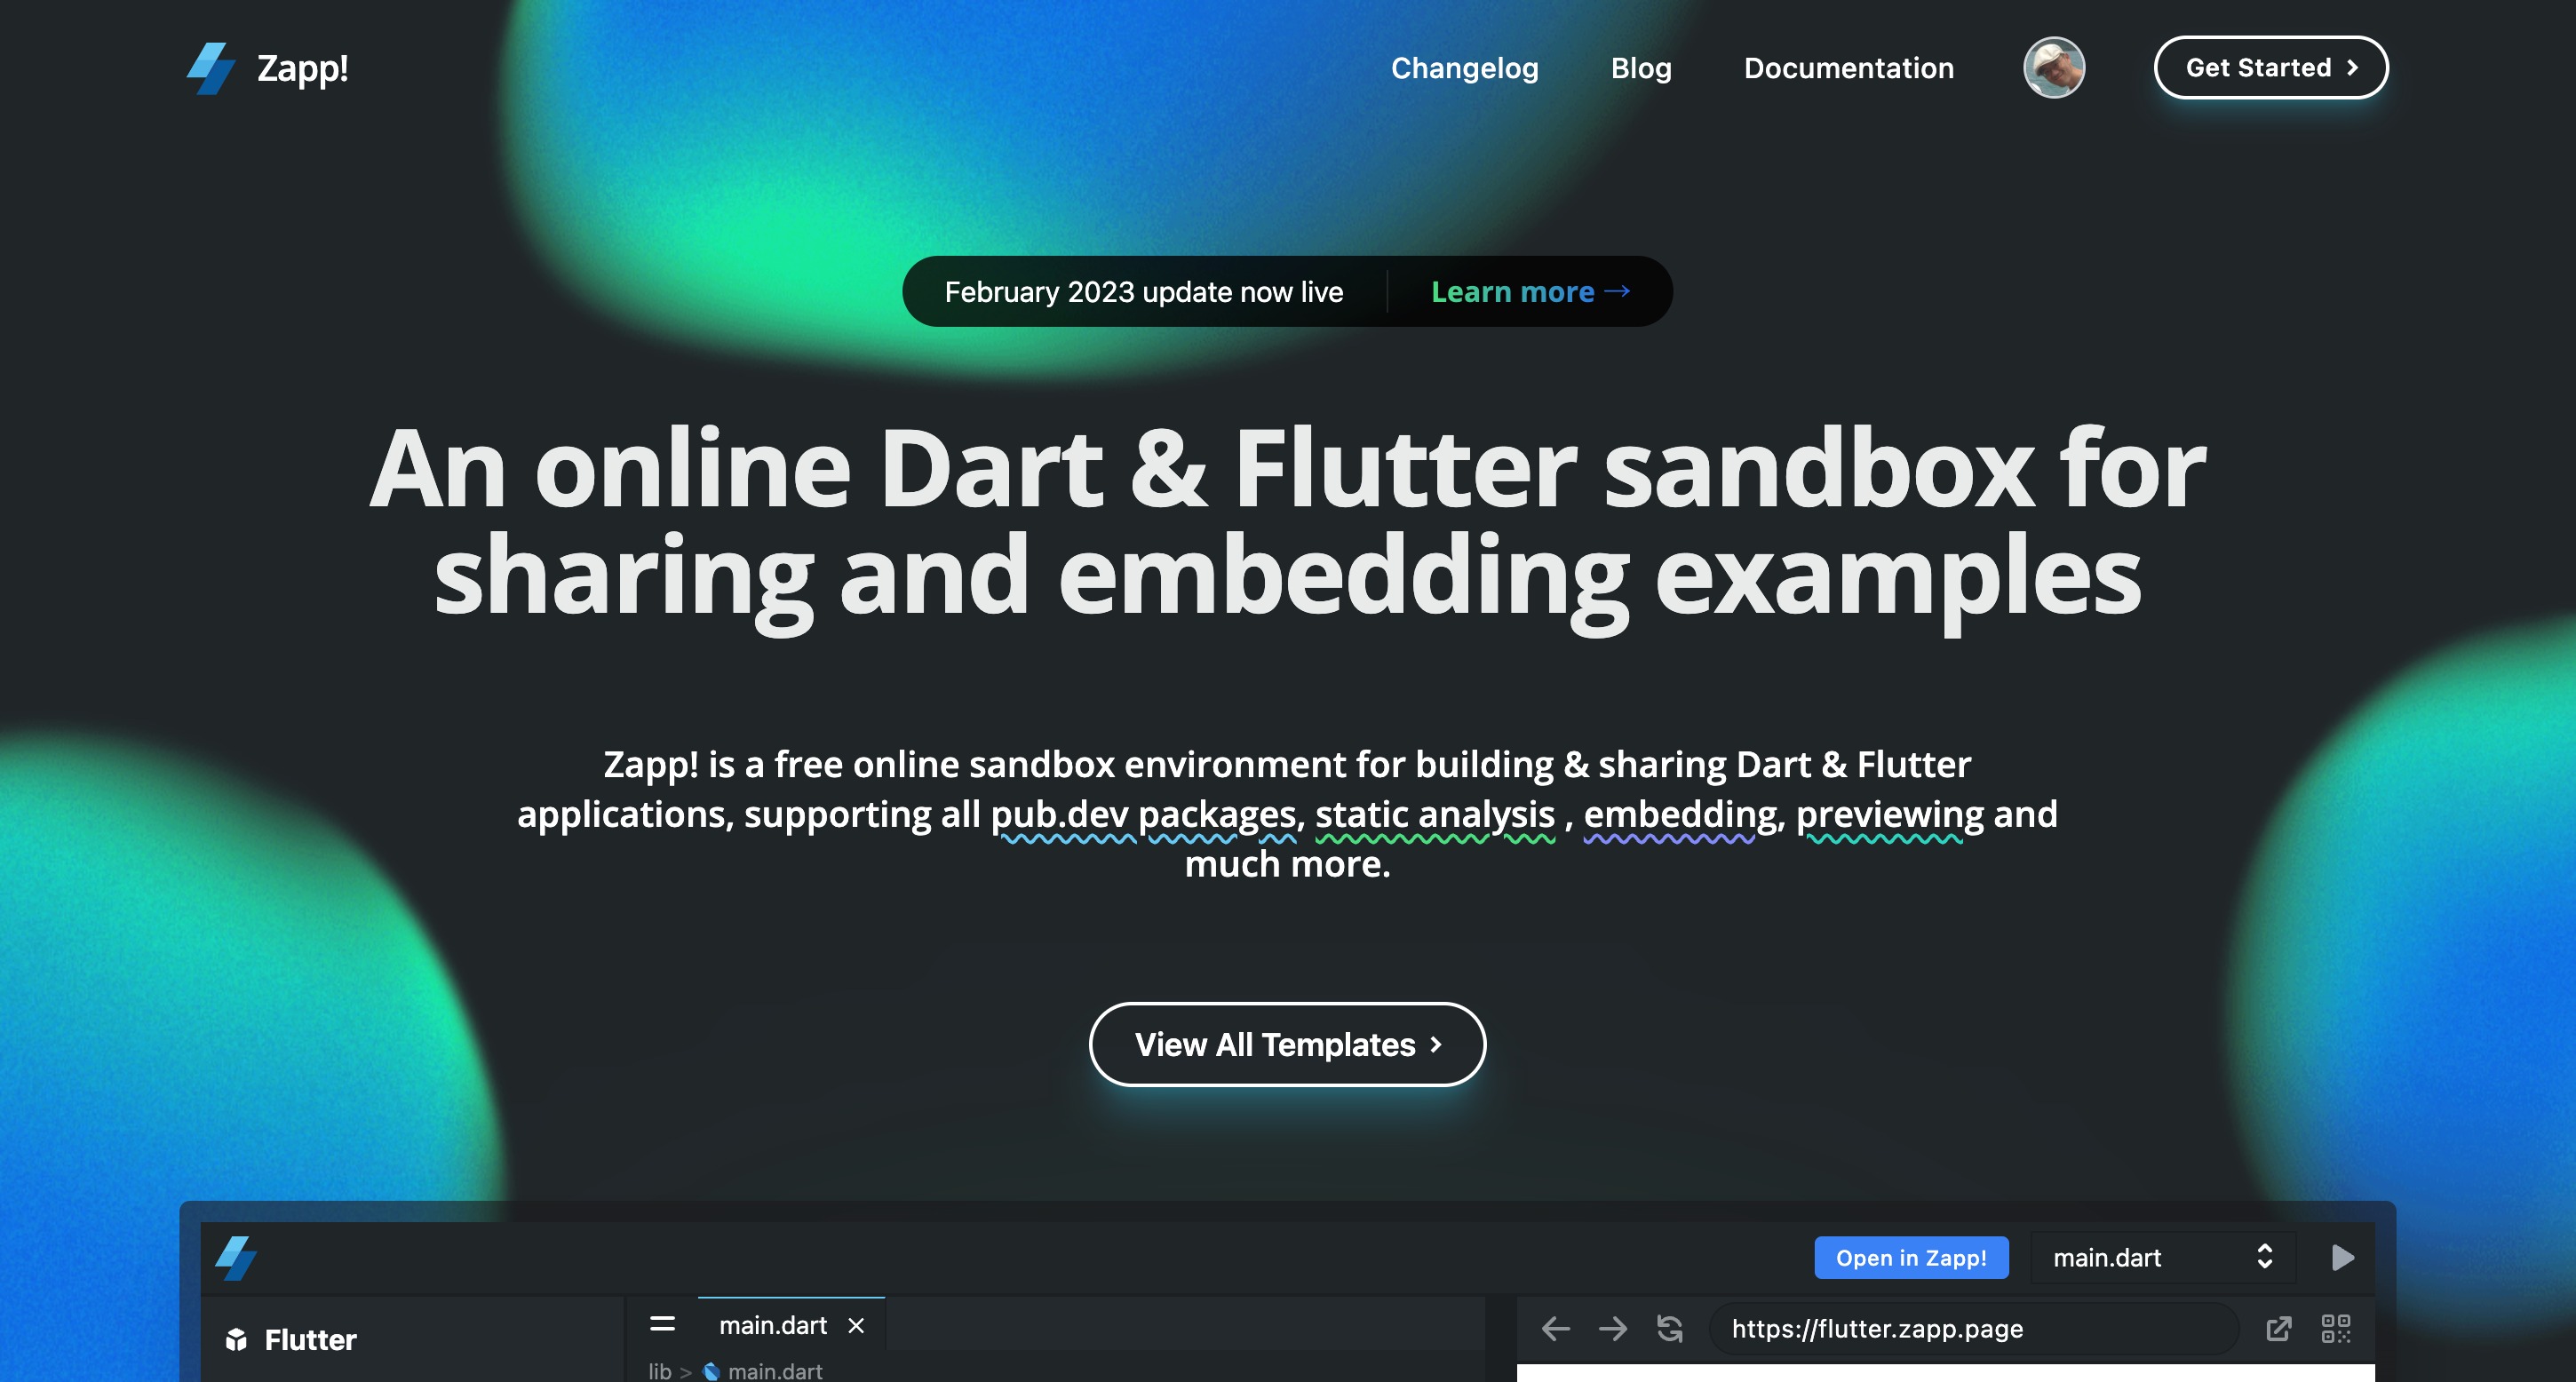 Zapp!
Changelog
Blog
Documentation
Get Started
February 2023 update now live
Learn more →
An online Dart & Flutter sandbox for
sharing and embedding examples
Zapp! is a free online sandbox environment for building & sharing Dart & Flutter
applications, supporting all pub.dev packages, static analysis , embedding, previewing and
much more.
View All Templates
Open in Zapp!
main.dart
Flutter
main.dart
https://flutter.zapp.page
lib > main.dart